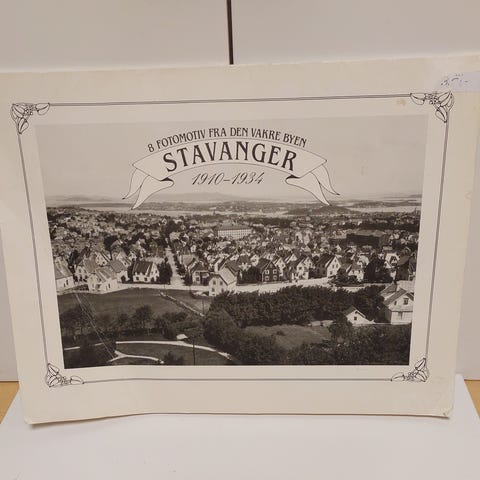 8 FOTOMOTIV FRA DEN VAKRE BYEN
STAVANGER
1910-1934